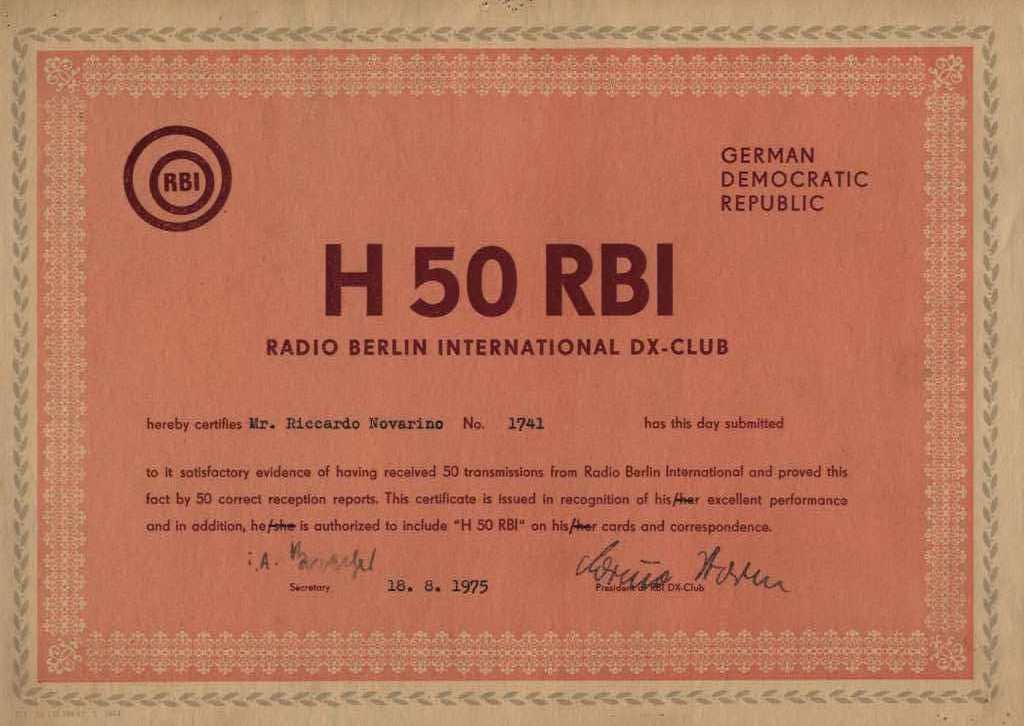 RBI
GERMAN
DEMOCRATIC
REPUBLIC
H 50 RBI
RADIO BERLIN INTERNATIONAL DX-CLUB
hereby certifies Mr. Riccardo Novarino No. 1741 has this day submitted
to it satisfactory evidence of having received 50 transmissions from Radio Berlin International and proved this
fact by 50 correct reception reports. This certificate is issued in recognition of his/her excellent performance
and in addition, he/she is authorized to include "H 50 RBI" on his/her cards and correspondence.
i.A.
Secretary 18. 8. 1975 President of RBI DX-Club